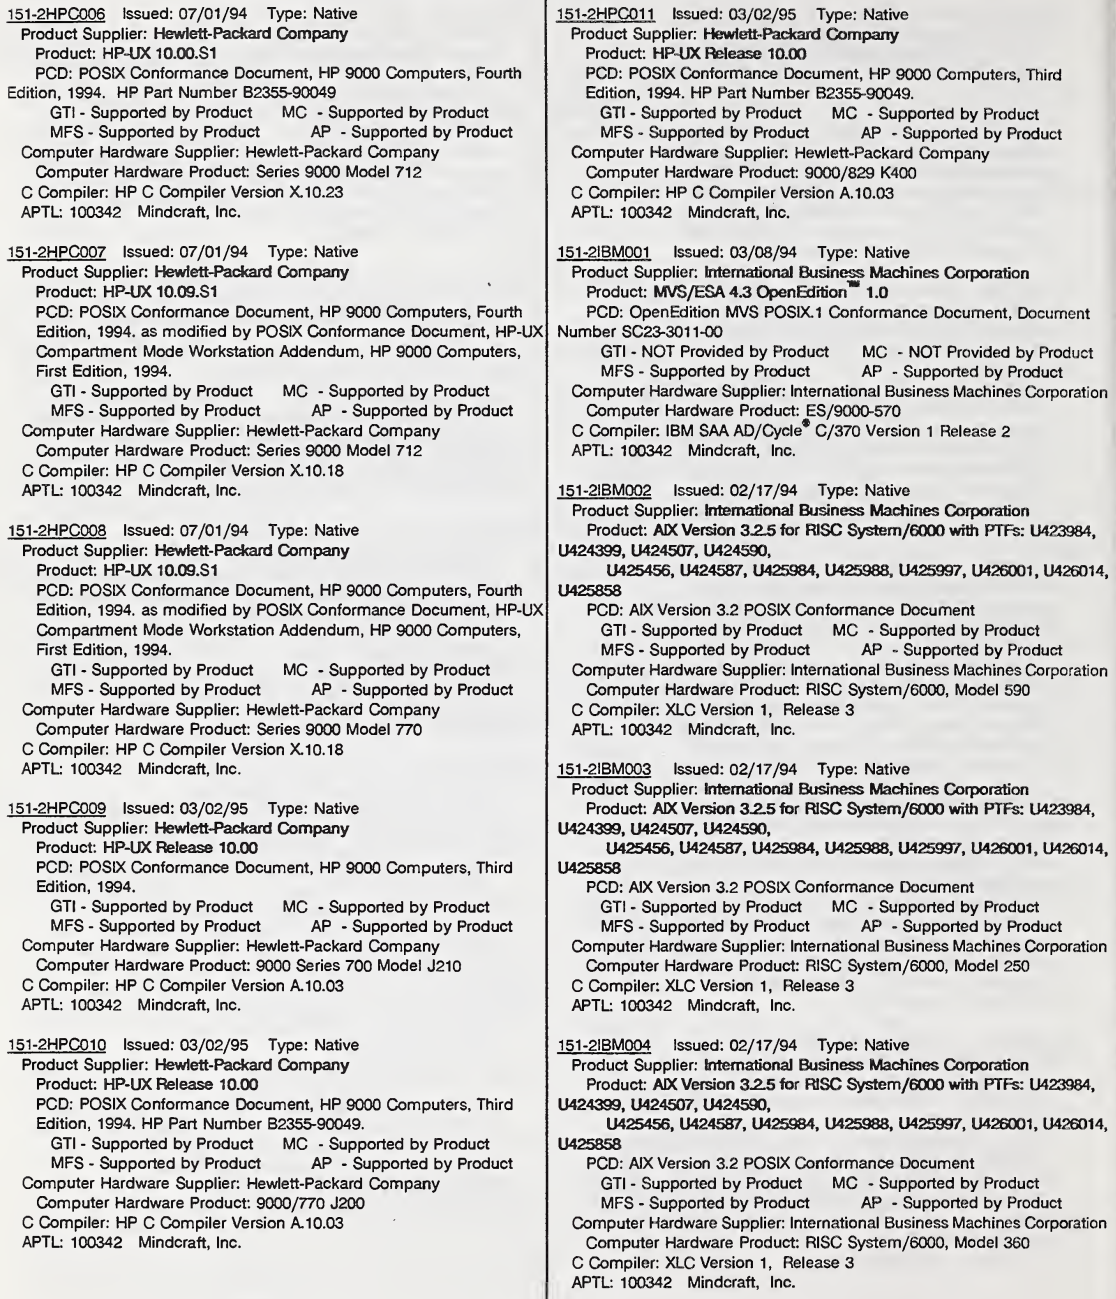 151-2HPC006 Issued: 07/01/94 Type: Native
Product Supplier: Hewlett-Packard Company
Product: HP-UX 10.00.S1
PCD: POSIX Conformance Document, HP 9000 Computers, Fourth
Edition, 1994. HP Part Number B2355-90049
GTI - Supported by Product MC - Supported by Product
MFS - Supported by Product AP - Supported by Product
Computer Hardware Supplier: Hewlett-Packard Company
Computer Hardware Product: Series 9000 Model 712
C Compiler: HP C Compiler Version X.10.23
APTL: 100342 Mindcraft, Inc.
151-2HPC007 Issued: 07/01/94 Type: Native
Product Supplier: Hewlett-Packard Company
Product: HP-UX 10.09.S1
PCD: POSIX Conformance Document, HP 9000 Computers, Fourth
Edition, 1994. as modified by POSIX Conformance Document, HP-UX
Compartment Mode Workstation Addendum, HP 9000 Computers,
First Edition, 1994.
GTI - Supported by Product MC - Supported by Product
MFS - Supported by Product AP - Supported by Product
Computer Hardware Supplier: Hewlett-Packard Company
Computer Hardware Product: Series 9000 Model 712
C Compiler: HP C Compiler Version X.10.18
APTL: 100342 Mindcraft, Inc.
151-2HPC008 Issued: 07/01/94 Type: Native
Product Supplier: Hewlett-Packard Company
Product: HP-UX 10.09.S1
PCD: POSIX Conformance Document, HP 9000 Computers, Fourth
Edition, 1994. as modified by POSIX Conformance Document, HP-UX
Compartment Mode Workstation Addendum, HP 9000 Computers,
First Edition, 1994.
GTI - Supported by Product MC - Supported by Product
MFS - Supported by Product AP - Supported by Product
Computer Hardware Supplier: Hewlett-Packard Company
Computer Hardware Product: Series 9000 Model 770
C Compiler: HP C Compiler Version X.10.18
APTL: 100342 Mindcraft, Inc.
151-2HPC009 Issued: 03/02/95 Type: Native
Product Supplier: Hewlett-Packard Company
Product: HP-UX Release 10.00
PCD: POSIX Conformance Document, HP 9000 Computers, Third
Edition, 1994.
GTI - Supported by Product MC - Supported by Product
MFS - Supported by Product AP - Supported by Product
Computer Hardware Supplier: Hewlett-Packard Company
Computer Hardware Product: 9000 Series 700 Model J210
C Compiler: HP C Compiler Version A.10.03
APTL: 100342 Mindcraft, Inc.
151-2HPC010 Issued: 03/02/95 Type: Native
Product Supplier: Hewlett-Packard Company
Product: HP-UX Release 10.00
PCD: POSIX Conformance Document, HP 9000 Computers, Third
Edition, 1994. HP Part Number B2355-90049.
GTI - Supported by Product MC - Supported by Product
MFS - Supported by Product AP - Supported by Product
Computer Hardware Supplier: Hewlett-Packard Company
Computer Hardware Product: 9000/770 J200
C Compiler: HP C Compiler Version A.10.03
APTL: 100342 Mindcraft, Inc.
151-2HPC011 Issued: 03/02/95 Type: Native
Product Supplier: Hewlett-Packard Company
Product: HP-UX Release 10.00
PCD: POSIX Conformance Document, HP 9000 Computers, Third
Edition, 1994. HP Part Number B2355-90049.
GTI - Supported by Product MC - Supported by Product
MFS - Supported by Product AP - Supported by Product
Computer Hardware Supplier: Hewlett-Packard Company
Computer Hardware Product: 9000/829 K400
C Compiler: HP C Compiler Version A.10.03
APTL: 100342 Mindcraft, Inc.
151-2IBM001 Issued: 03/08/94 Type: Native
Product Supplier: International Business Machines Corporation
Product: MVS/ESA 4.3 OpenEdition™ 1.0
PCD: OpenEdition MVS POSIX.1 Conformance Document, Document
Number SC23-3011-00
GTI - NOT Provided by Product MC - NOT Provided by Product
MFS - Supported by Product AP - Supported by Product
Computer Hardware Supplier: International Business Machines Corporation
Computer Hardware Product: ES/9000-570
C Compiler: IBM SAA AD/Cycle® C/370 Version 1 Release 2
APTL: 100342 Mindcraft, Inc.
151-2IBM002 Issued: 02/17/94 Type: Native
Product Supplier: International Business Machines Corporation
Product: AIX Version 3.2.5 for RISC System/6000 with PTFs: U423984,
U424399, U424507, U424590,
U425456, U424587, U425984, U425988, U425997, U426001, U426014,
U425858
PCD: AIX Version 3.2 POSIX Conformance Document
GTI - Supported by Product MC - Supported by Product
MFS - Supported by Product AP - Supported by Product
Computer Hardware Supplier: International Business Machines Corporation
Computer Hardware Product: RISC System/6000, Model 590
C Compiler: XLC Version 1, Release 3
APTL: 100342 Mindcraft, Inc.
151-2IBM003 Issued: 02/17/94 Type: Native
Product Supplier: International Business Machines Corporation
Product: AIX Version 3.2.5 for RISC System/6000 with PTFs: U423984,
U424399, U424507, U424590,
U425456, U424587, U425984, U425988, U425997, U426001, U426014,
U425858
PCD: AIX Version 3.2 POSIX Conformance Document
GTI - Supported by Product MC - Supported by Product
MFS - Supported by Product AP - Supported by Product
Computer Hardware Supplier: International Business Machines Corporation
Computer Hardware Product: RISC System/6000, Model 250
C Compiler: XLC Version 1, Release 3
APTL: 100342 Mindcraft, Inc.
151-2IBM004 Issued: 02/17/94 Type: Native
Product Supplier: International Business Machines Corporation
Product: AIX Version 3.2.5 for RISC System/6000 with PTFs: U423984,
U424399, U424507, U424590,
U425456, U424587, U425984, U425988, U425997, U426001, U426014,
U425858
PCD: AIX Version 3.2 POSIX Conformance Document
GTI - Supported by Product MC - Supported by Product
MFS - Supported by Product AP - Supported by Product
Computer Hardware Supplier: International Business Machines Corporation
Computer Hardware Product: RISC System/6000, Model 360
C Compiler: XLC Version 1, Release 3
APTL: 100342 Mindcraft, Inc.